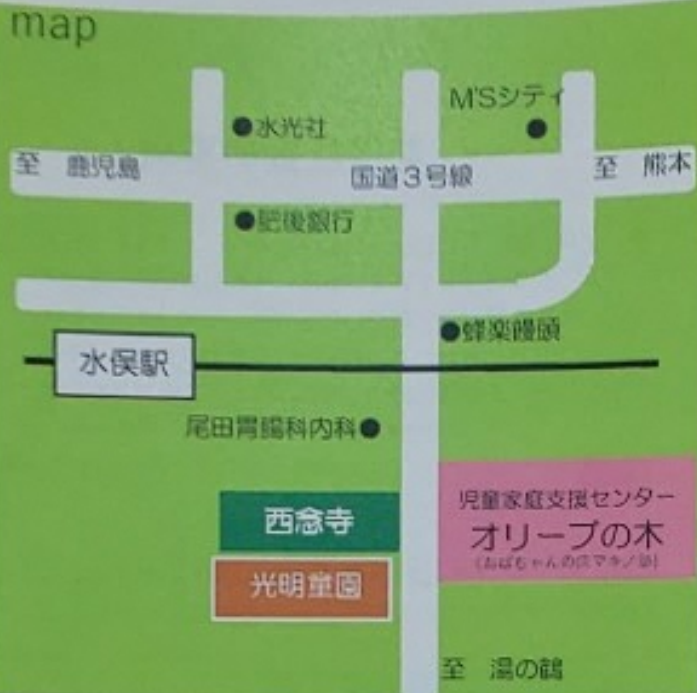 map
M'Sシティ
●水光社
至 鹿児島
国道3号線
至 熊本
●肥後銀行
●蜂楽饅頭
水俣駅
尾田胃腸科内科●
西念寺
児童家庭支援センター
オリーブの木
光明童園
至 湯の鶴